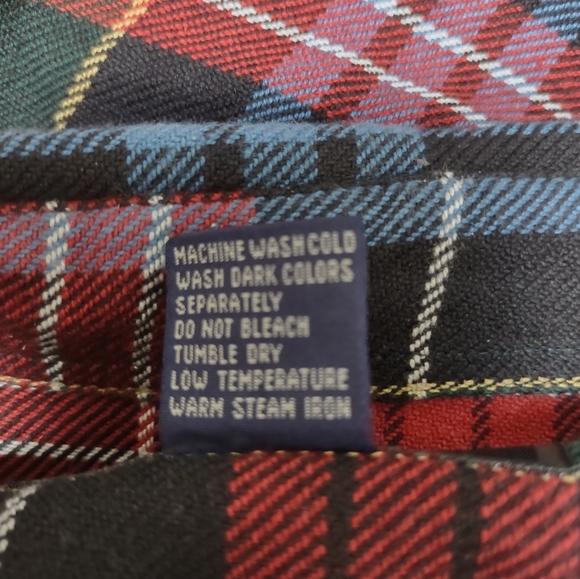 MACHINE WASH COLD
WASH DARK COLORS
SEPARATELY
DO NOT BLEACH
TUMBLE DRY
LOW TEMPERATURE
WARM STEAM IRON